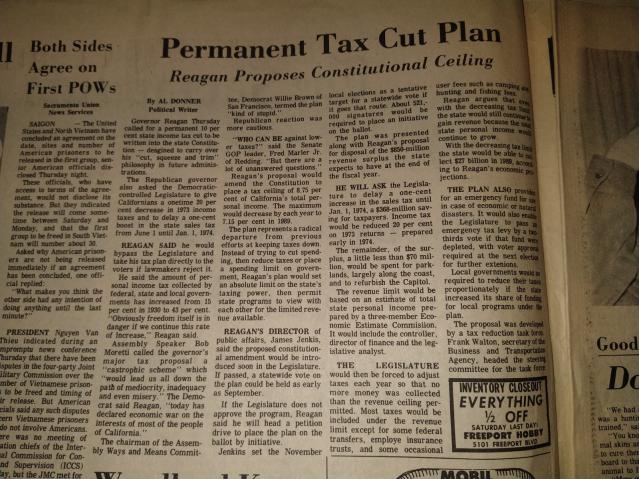 ll
Both Sides
Agree on
First POWs
Sacramento Union
News Services
SAIGON — The United
States and North Vietnam have
concluded an agreement on the
date, sites and number of
American prisoners to be
released in the first group, sen-
ior American officials dis-
closed Thursday night.
These officials, who have
access to terms of the agree-
ment, would not disclose its
substance. But they indicated
the release will come some-
time between Saturday and
Monday, and that the first
group to be freed in South Viet-
nam will number about 30.
Asked why American prison-
ers are not being released
immediately if an agreement
has been concluded, one offi-
cial replied:
"What makes you think the
other side had any intention of
doing anything until the last
minute?"
PRESIDENT Nguyen Van
Thieu indicated during an
impromptu news conference
Thursday that there have been
disputes in the four-party Joint
Military Commission over the
number of Vietnamese prison-
ers to be freed and timing of
their release. But American
officials said any such disputes
over Vietnamese prisoners
do not involve Americans.
There was no meeting of
Permanent Tax Cut Plan
Reagan Proposes Constitutional Ceiling
By AL DONNER
Political Writer
Governor Reagan Thursday
called for a permanent 10 per
cent state income tax cut to be
written into the state Constitu-
tion — designed to carry over
his "cut, squeeze and trim"
philosophy in future adminis-
trations.
The Republican governor
also asked the Democratic-
controlled Legislature to give
Californians a onetime 20 per
cent decrease in 1973 income
taxes and to delay a one-cent
boost in the state sales tax
from June 1 until Jan. 1, 1974.
REAGAN SAID he would
bypass the Legislature and
take his tax plan directly to the
voters if lawmakers reject it.
He said the amount of per-
sonal income tax collected by
federal, state and local govern-
ments has increased from 15
per cent in 1930 to 43 per cent.
"Obviously freedom itself is in
danger if we continue this rate
of increase," Reagan said.
Assembly Speaker Bob
Moretti called the governor's
major tax proposal a
"castrophic scheme" which
"would lead us all down the
path of mediocrity, inadequacy
and even misery." The Demo-
crat said Reagan, "today has
declared economic war on the
interests of most of the people
of California."
The chairman of the Assem-
bly Ways and Means Commit-
tee, Democrat Willie Brown of
San Francisco, termed the plan
"kind of stupid."
Republican reaction was
more cautious.
"WHO CAN BE against low-
er taxes?" said the Senate
GOP leader, Fred Marler Jr.
of Redding. "But there are a
lot of unanswered questions."
Reagan's proposal would
amend the Constitution to
place a tax ceiling of 8.75 per
cent of California's total per-
sonal income. The maximum
would decrease by each year to
7.15 per cent in 1989.
The plan represents a radical
departure from previous
efforts at keeping taxes down.
Instead of trying to cut spend-
ing, then reduce taxes or place
a spending limit on govern-
ment, Reagan's plan would set
an absolute limit on the state's
taxing power, then permit
state programs to view with
each other for the limited reve-
nue available.
REAGAN'S DIRECTOR of
public affairs, James Jenkin,
said the proposed constitution-
al amendment would be intro-
duced soon in the Legislature.
If passed, a statewide vote on
the plan could be held as early
as September.
If the Legislature does not
approve the program, Reagan
said he will head a petition
drive to place the plan on the
ballot by initiative.
Jenkins set the November
local elections as a tentative
target for a statewide vote if
it goes that route. About 521,-
000 signatures would be
required to place an initiative
on the ballot.
The plan was presented
along with Reagan's proposal
for disposal of the $850-million
revenue surplus the state
expects to have at the end of
the fiscal year.
HE WILL ASK the Legisla-
ture to delay a one-cent
increase in the sales tax until
Jan. 1, 1974, a $368-million sav-
ing for taxpayers. Income tax
would be reduced 20 per cent
on 1973 returns — prepared
early in 1974.
The remainder, of the sur-
plus, a little less than $70 mil-
lion, would be spent for park-
lands, largely along the coast,
and to refurbish the Capitol.
The revenue limit would be
based on an estimate of total
state personal income pre-
pared by a three-member Eco-
nomic Estimate Commission.
It would include the controller,
director of finance and the leg-
islative analyst.
THE LEGISLATURE
would then be forced to adjust
taxes each year so that no
more money was collected
than the revenue ceiling per-
mitted. Most taxes would be
included under the revenue
limit except for some federal
transfers, employe insurance
trusts, and some occasional
user fees such as camping and
hunting and fishing fees.
Reagan argues that even
with the decreasing tax
the state would still continue to
gain revenue because the
state personal income would
continue to grow.
With the decreasing tax limit
the state would be able to col-
lect $27 billion in 1989, accord-
ing to Reagan's economic pro-
jections.
THE PLAN ALSO provides
for an emergency fund for use
in case of economic or natural
disasters. It would also enable
the Legislature to pass an
emergency tax levy by a two-
thirds vote if that fund were
depleted, with voter approval
required at the next election
for further extensions.
Local governments would be
required to reduce their taxes
proportionately if the state
increased its share of funding
for local programs under the
plan.
The proposal was developed
by a tax reduction task force.
Frank Walton, secretary of the
Business and Transportation
Agency, headed the steering
committee for the task force.
INVENTORY CLOSEOUT
EVERYTHING
½ OFF
SATURDAY LAST DAY!
FREEPORT HOBBY
5101 FREEPORT BLVD
MOBIL
Good
"We h
was a hunti
trained," sa
"You kno